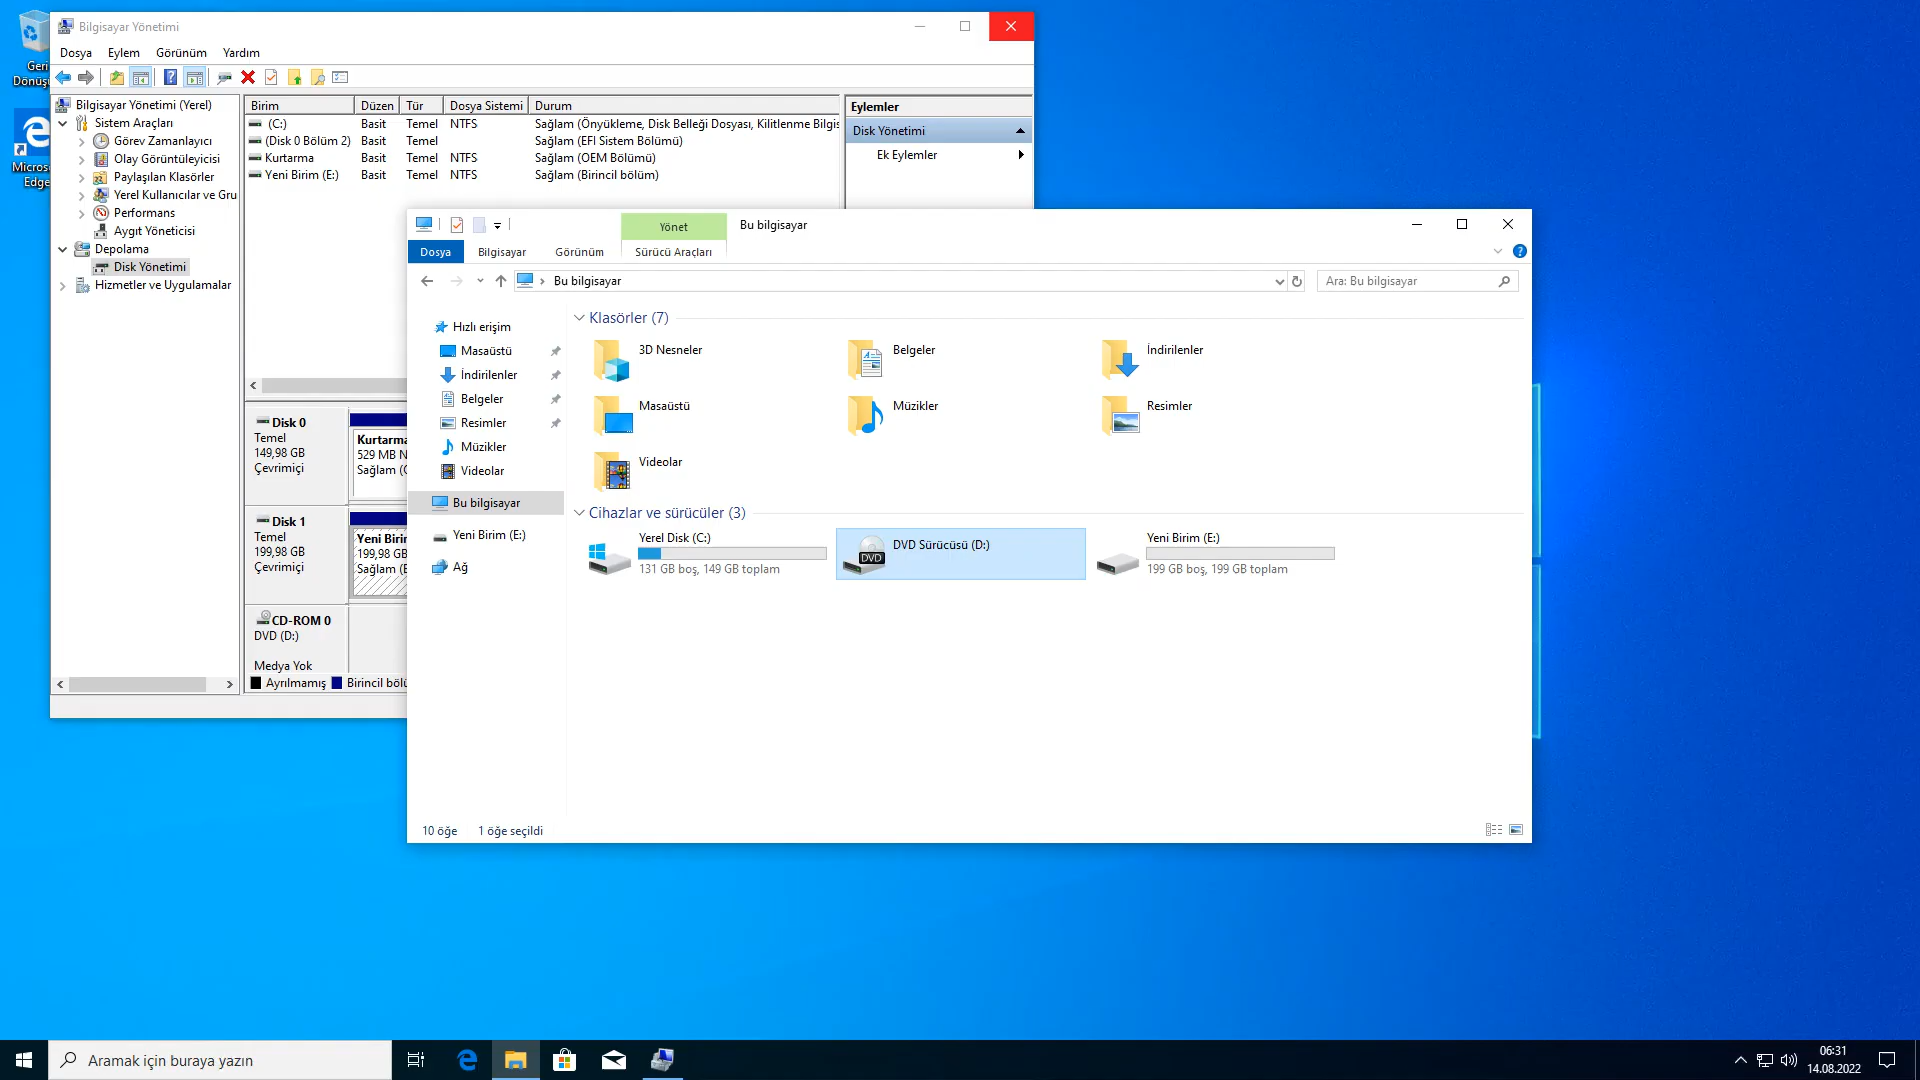 Geri
Dönüşü
Microso
Edge
Bilgisayar Yönetimi
Dosya Eylem Görünüm Yardım
Bilgisayar Yönetimi (Yerel)
Sistem Araçları
Görev Zamanlayıcı
Olay Görüntüleyicisi
Paylaşılan Klasörler
Yerel Kullanıcılar ve Gru
Performans
Aygıt Yöneticisi
Depolama
Disk Yönetimi
Hizmetler ve Uygulamalar
Birim Düzen Tür Dosya Sistemi Durum
(C:) Basit Temel NTFS Sağlam (Önyükleme, Disk Belleği Dosyası, Kilitlenme Bilgis
(Disk 0 Bölüm 2) Basit Temel Sağlam (EFI Sistem Bölümü)
Kurtarma Basit Temel NTFS Sağlam (OEM Bölümü)
Yeni Birim (E:) Basit Temel NTFS Sağlam (Birincil bölüm)
Eylemler
Disk Yönetimi
Ek Eylemler
Disk 0
Temel
149,98 GB
Çevrimiçi
Kurtarma
529 MB N
Sağlam (O
Disk 1
Temel
199,98 GB
Çevrimiçi
Yeni Birin
199,98 GB
Sağlam (B
CD-ROM 0
DVD (D:)
Medya Yok
Ayrılmamış Birincil bölü
Yönet Bu bilgisayar
Dosya Bilgisayar Görünüm Sürücü Araçları
Bu bilgisayar
Ara: Bu bilgisayar
Hızlı erişim
Masaüstü
İndirilenler
Belgeler
Resimler
Müzikler
Videolar
Bu bilgisayar
Yeni Birim (E:)
Ağ
Klasörler (7)
3D Nesneler Belgeler İndirilenler
Masaüstü Müzikler Resimler
Videolar
Cihazlar ve sürücüler (3)
Yerel Disk (C:)
131 GB boş, 149 GB toplam
DVD
DVD Sürücüsü (D:)
Yeni Birim (E:)
199 GB boş, 199 GB toplam
10 öğe 1 öğe seçildi
Aramak için buraya yazın
06:31
14.08.2022